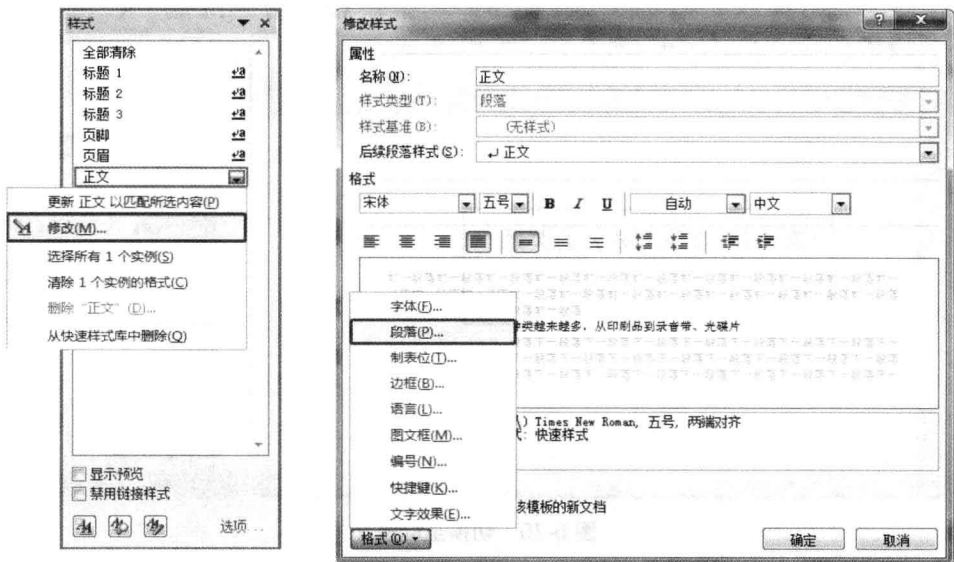 样式
全部清除
标题 1
标题 2
标题 3
页脚
页眉
正文
更新 正文 以匹配所选内容(P)
修改(M)...
选择所有 1 个实例(S)
清除 1 个实例的格式(C)
删除 "正文" (D)...
从快速样式库中删除(Q)
显示预览
禁用链接样式
选项...
修改样式
属性
名称(N):
正文
样式类型(T):
段落
样式基准(B):
(无样式)
后续段落样式(S):
正文
格式
宋体
五号
B I U
自动
中文
类越来越多，从印刷品到录音带、光碟片
字体(F)...
段落(P)...
制表位(T)...
边框(B)...
语言(L)...
图文框(M)...
编号(N)...
快捷键(K)...
文字效果(E)...
Times New Roman, 五号, 两端对齐
式: 快速样式
该模板的新文档
格式(O)
确定
取消